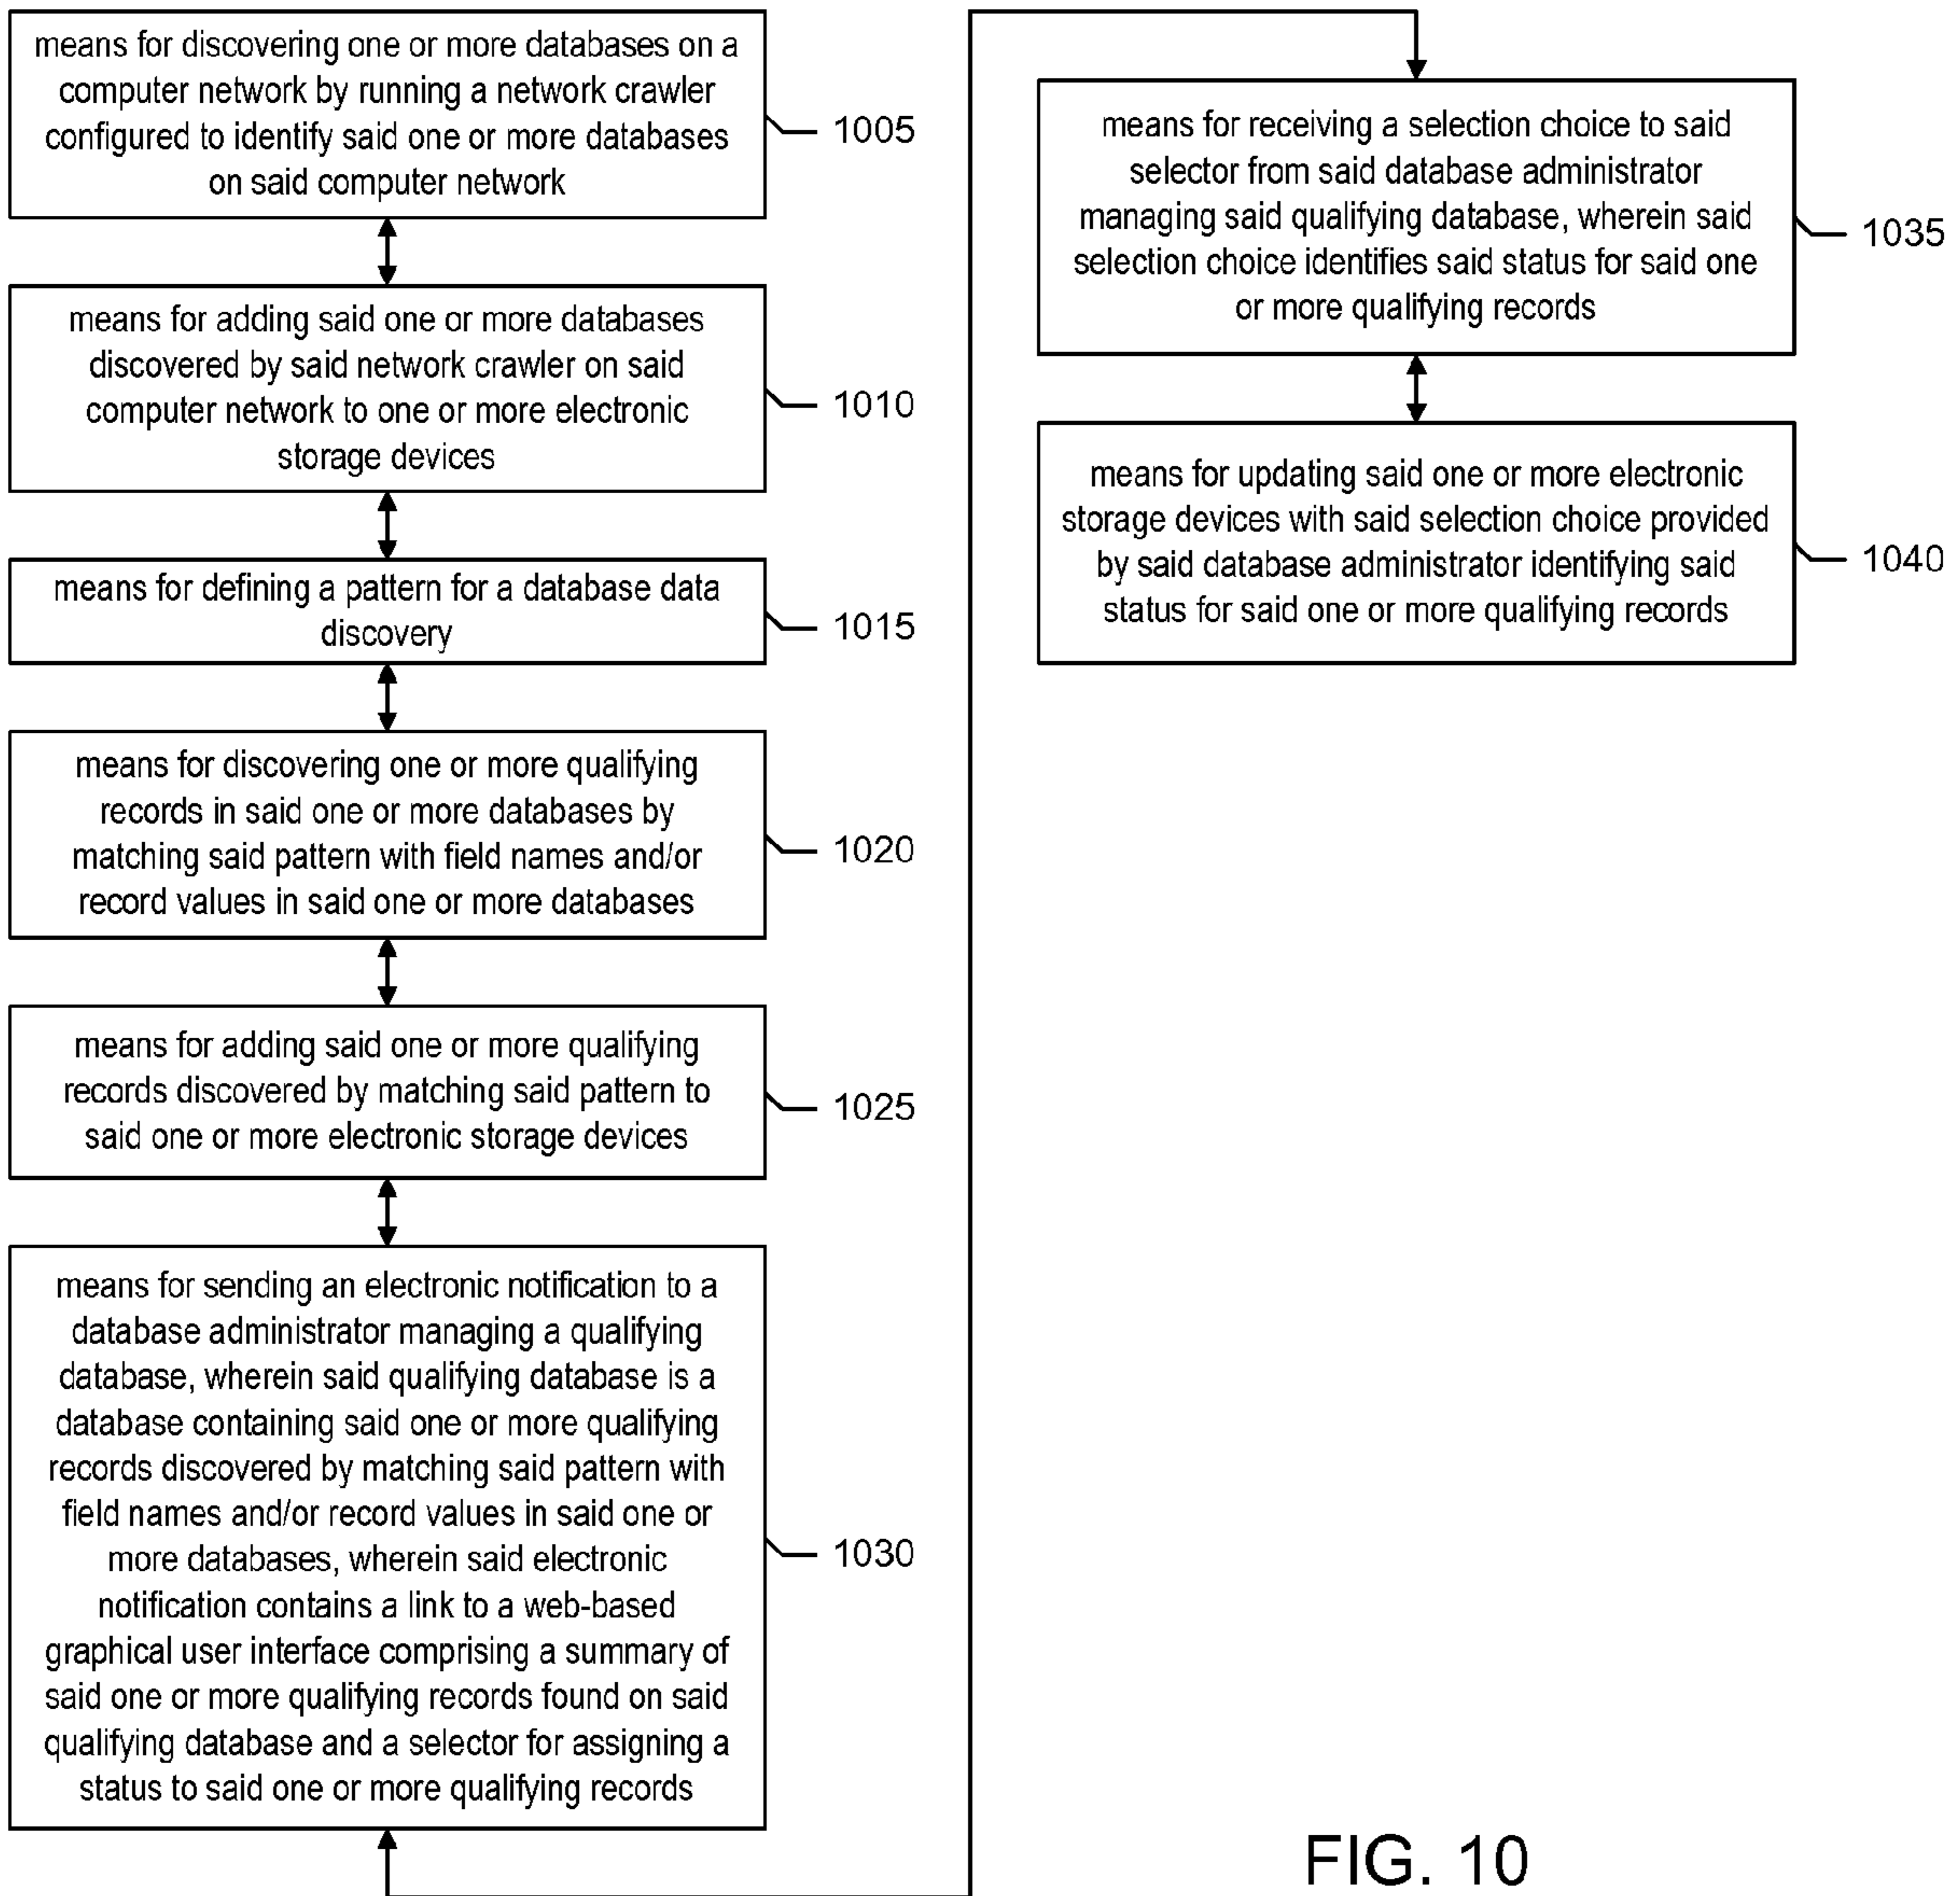 means for discovering one or more databases on a
computer network by running a network crawler
configured to identify said one or more databases
on said computer network
1005
means for adding said one or more databases
discovered by said network crawler on said
computer network to one or more electronic
storage devices
1010
means for defining a pattern for a database data
discovery
1015
means for discovering one or more qualifying
records in said one or more databases by
matching said pattern with field names and/or
record values in said one or more databases
1020
means for adding said one or more qualifying
records discovered by matching said pattern to
said one or more electronic storage devices
1025
means for sending an electronic notification to a
database administrator managing a qualifying
database, wherein said qualifying database is a
database containing said one or more qualifying
records discovered by matching said pattern with
field names and/or record values in said one or
more databases, wherein said electronic
notification contains a link to a web-based
graphical user interface comprising a summary of
said one or more qualifying records found on said
qualifying database and a selector for assigning a
status to said one or more qualifying records
1030
means for receiving a selection choice to said
selector from said database administrator
managing said qualifying database, wherein said
selection choice identifies said status for said one
or more qualifying records
1035
means for updating said one or more electronic
storage devices with said selection choice provided
by said database administrator identifying said
status for said one or more qualifying records
1040
FIG. 10